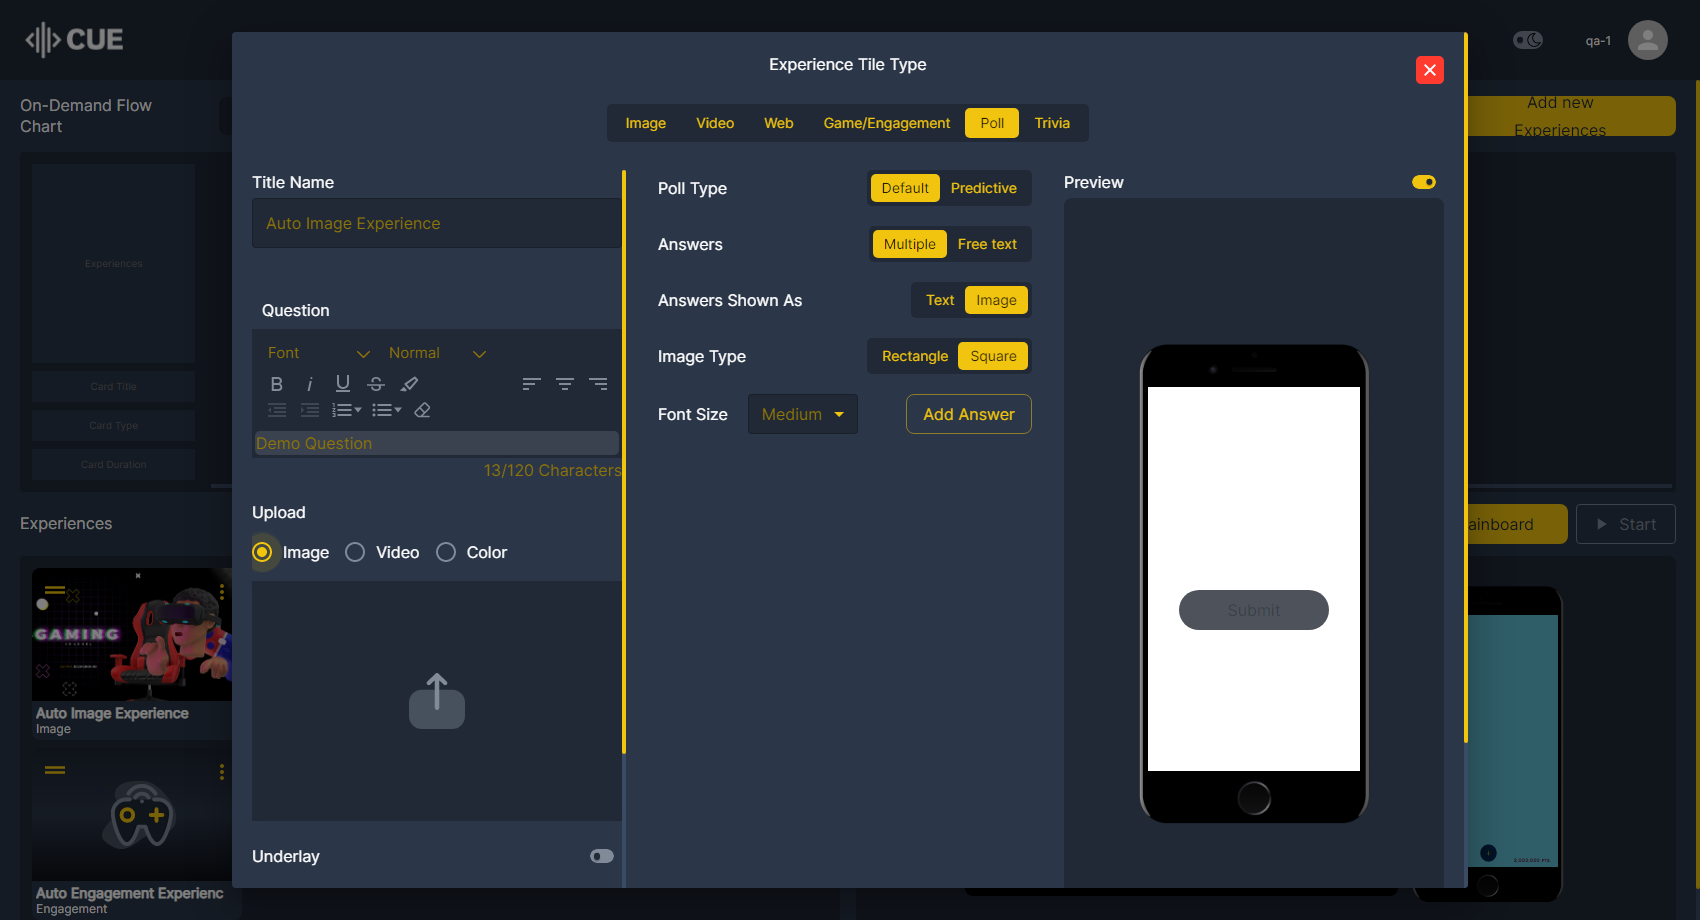 CUE
qa-1
On-Demand Flow
Chart
Add new
Experiences
Experiences
Card Title
Card Type
Card Duration
Experiences
ainboard
Start
GAMING
Auto Image Experience
Image
Auto Engagement Experienc
Engagement
Experience Tile Type
Image
Video
Web
Game/Engagement
Poll
Trivia
Title Name
Auto Image Experience
Question
Font
Normal
B
i
U
S
Demo Question
13/120 Characters
Upload
Image
Video
Color
Underlay
Poll Type
Default
Predictive
Answers
Multiple
Free text
Answers Shown As
Text
Image
Image Type
Rectangle
Square
Font Size
Medium
Add Answer
Preview
Submit